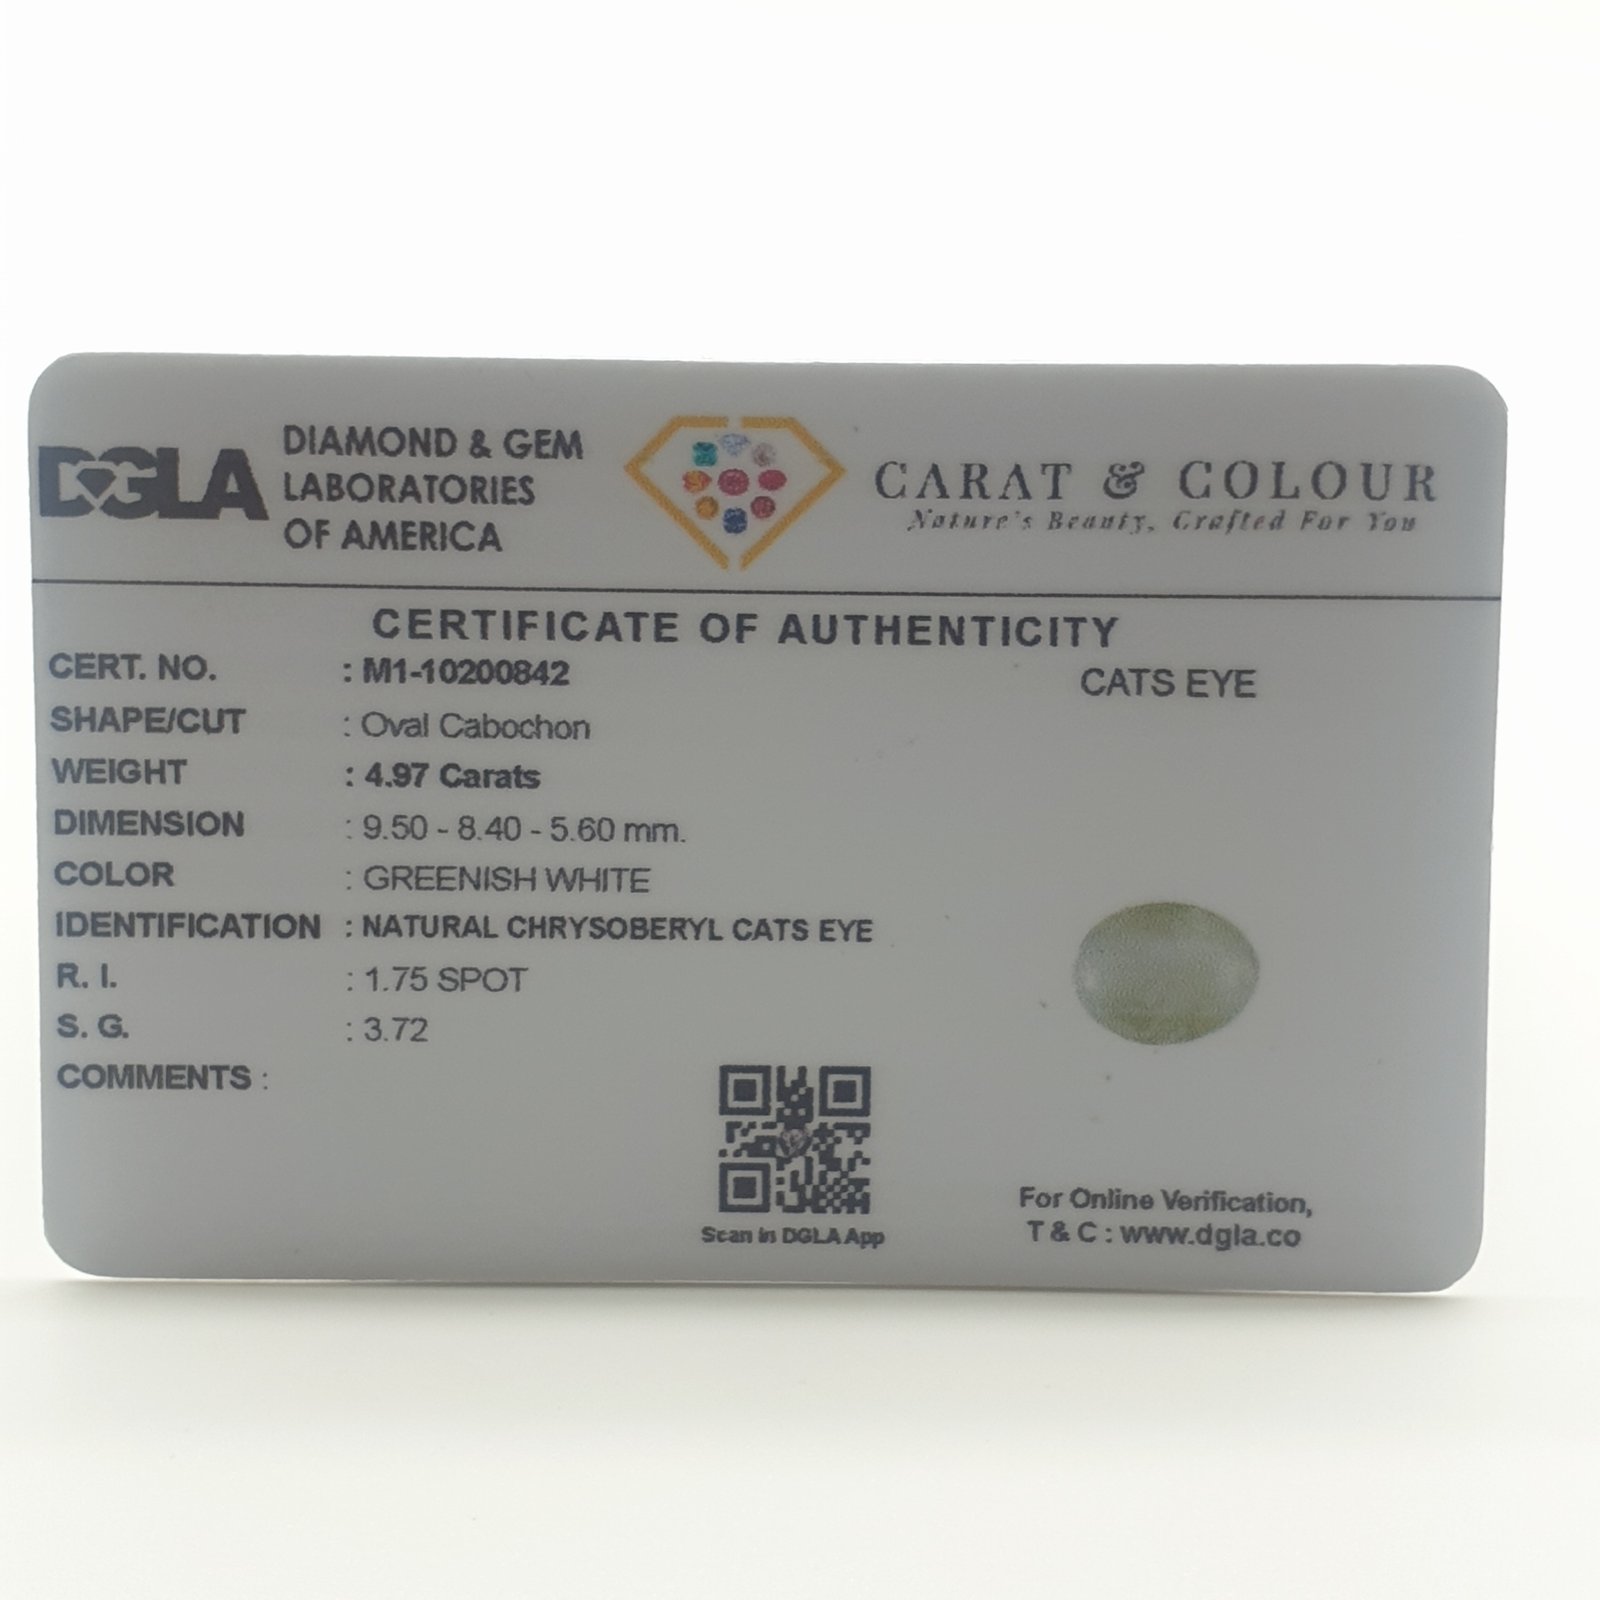 DGLA
DIAMOND & GEM
LABORATORIES
OF AMERICA
CARAT & COLOUR
Nature's Beauty, Crafted For You
CERTIFICATE OF AUTHENTICITY
CERT. NO. : M1-10200842
CATS EYE
SHAPE/CUT : Oval Cabochon
WEIGHT : 4.97 Carats
DIMENSION : 9.50 - 8.40 - 5.60 mm.
COLOR : GREENISH WHITE
IDENTIFICATION : NATURAL CHRYSOBERYL CATS EYE
R. I. : 1.75 SPOT
S. G. : 3.72
COMMENTS :
Scan in DGLA App
For Online Verification,
T & C : www.dgla.co